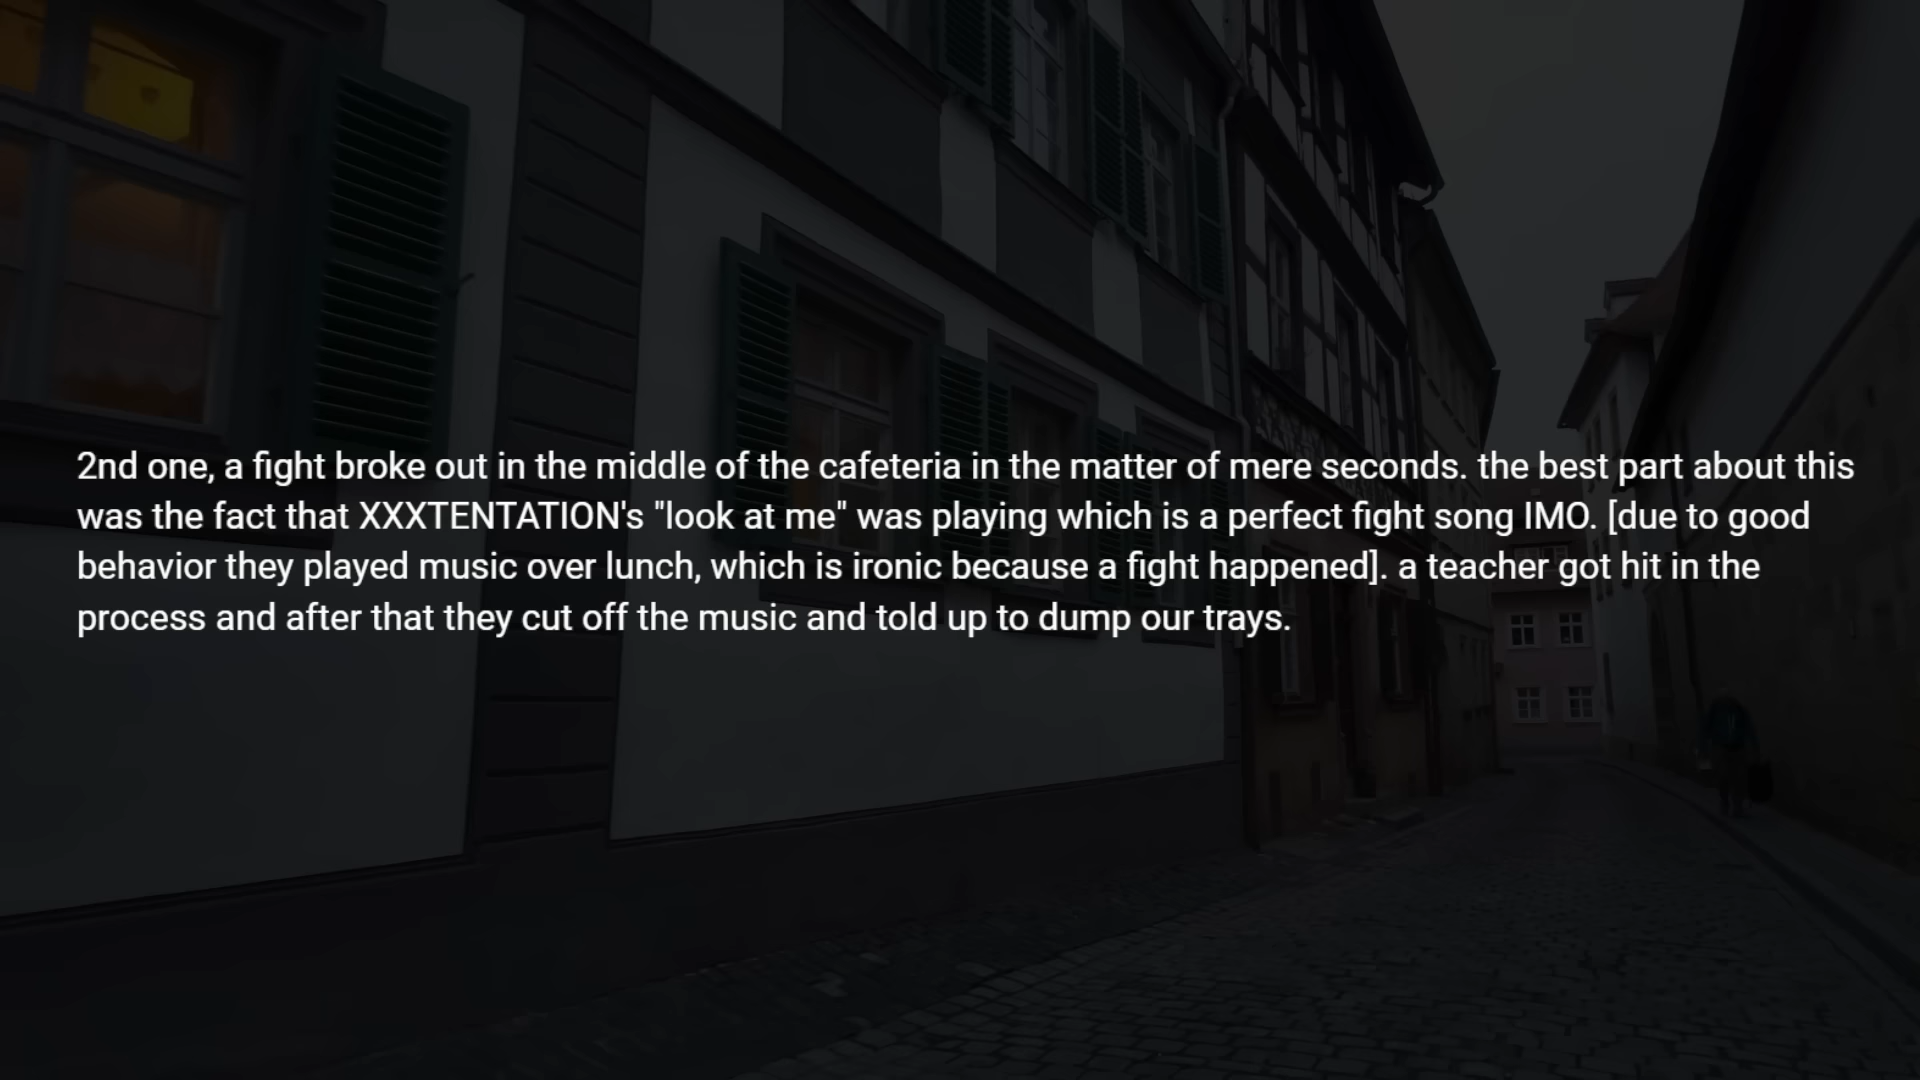 2nd one, a fight broke out in the middle of the cafeteria in the matter of mere seconds. the best part about this
was the fact that XXXTENTATION's "look at me" was playing which is a perfect fight song IMO. [due to good
behavior they played music over lunch, which is ironic because a fight happened]. a teacher got hit in the
process and after that they cut off the music and told up to dump our trays.